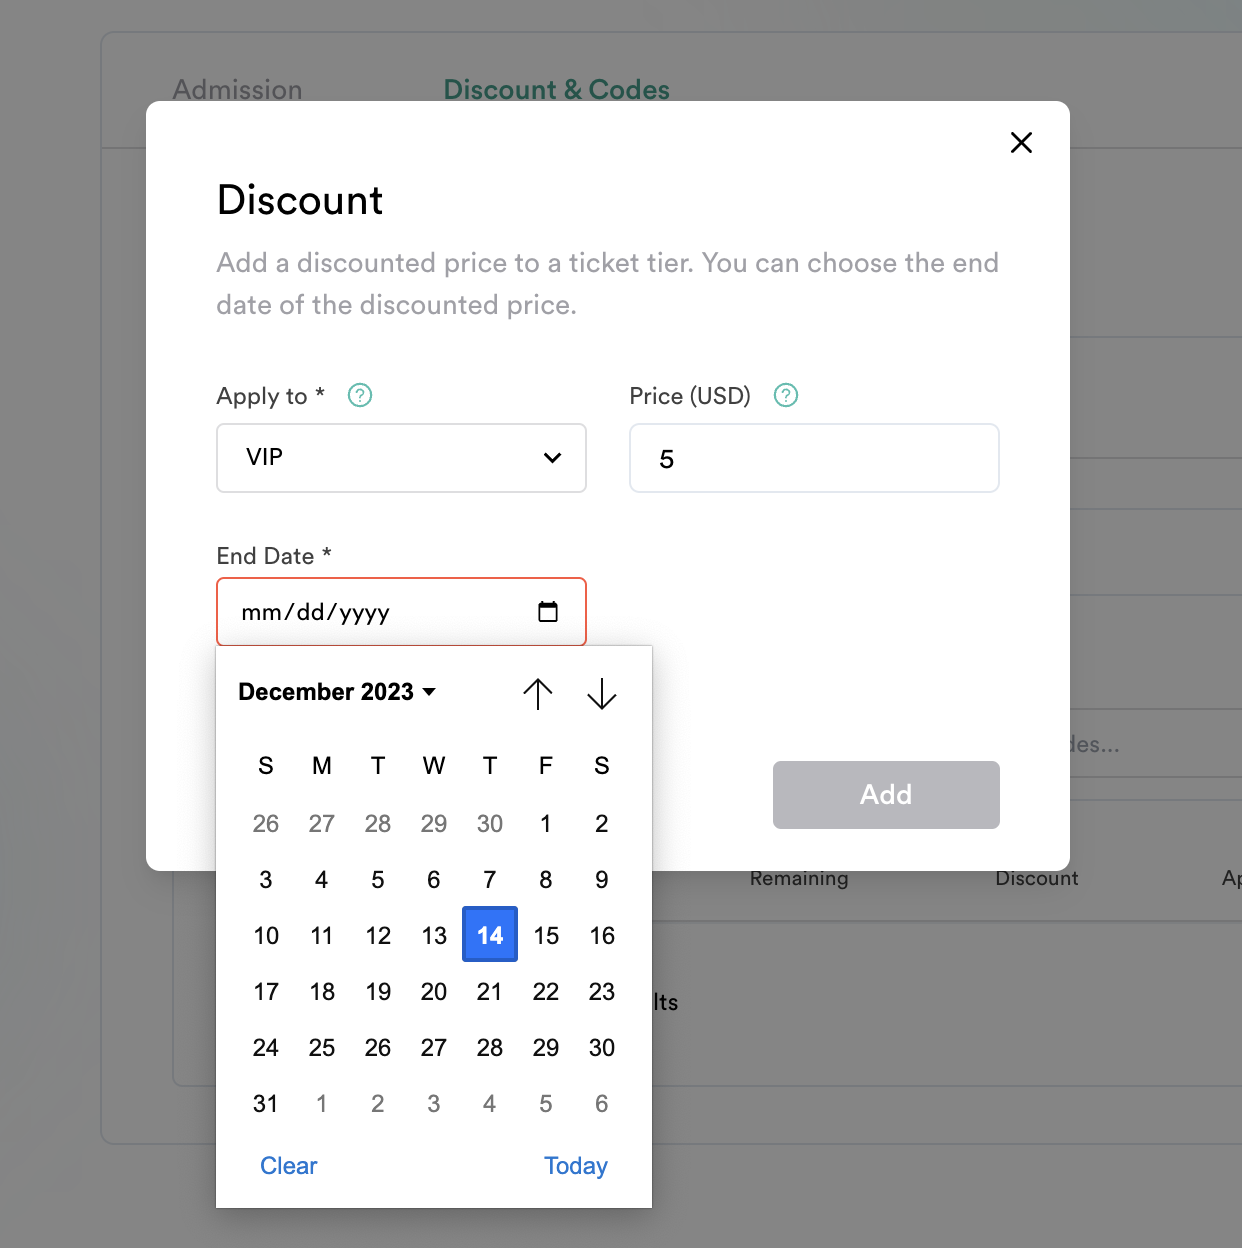 Admission Discount & Codes
Discount
Add a discounted price to a ticket tier. You can choose the end
date of the discounted price.
Apply to * ? Price (USD) ?
VIP 5
End Date *
mm/dd/yyyy
December 2023
S M T W T F S
26 27 28 29 30 1 2
3 4 5 6 7 8 9
10 11 12 13 14 15 16
17 18 19 20 21 22 23
24 25 26 27 28 29 30
31 1 2 3 4 5 6
Clear Today
Add
Remaining Discount